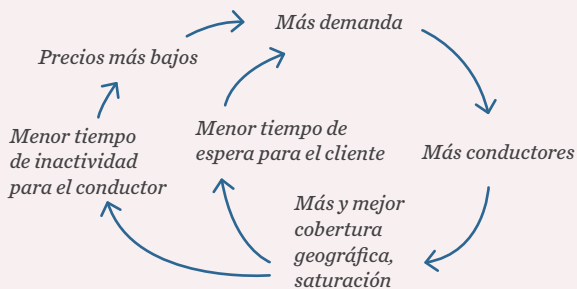 Más demanda
Precios más bajos
Menor tiempo
de inactividad
para el conductor
Menor tiempo de
espera para el cliente
Más conductores
Más y mejor
cobertura
geográfica,
saturación